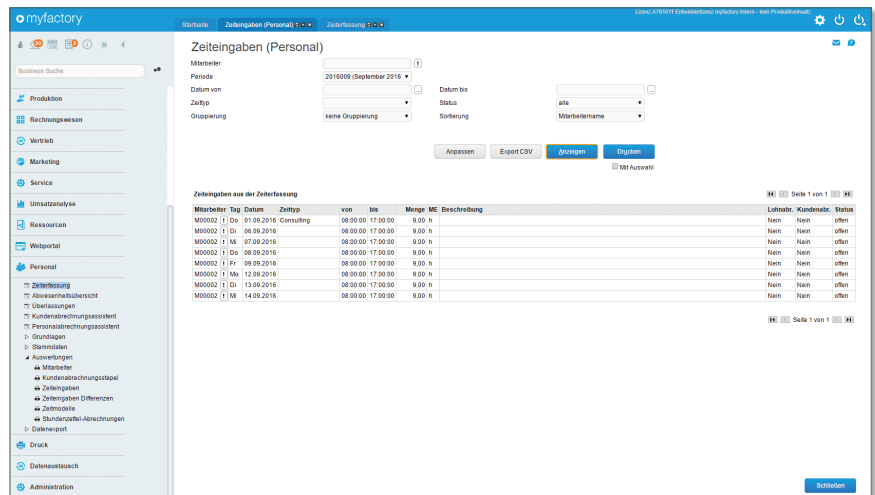 myfactory
Lizenz A761611 Entwicklerlizenz myfactory Intern - kein Produktiveinsatz
Startseite
Zeiteingaben (Personal)
Zeiterfassung
Business Suche
Produktion
Rechnungswesen
Vertrieb
Marketing
Service
Umsatzanalyse
Ressourcen
Webportal
Personal
Zeiterfassung
Abwesenheitsübersicht
Überlassungen
Kundenabrechnungsassistent
Personalabrechnungsassistent
Grundlagen
Stammdaten
Auswertungen
Mitarbeiter
Kundenabrechnungsstapel
Zeiteingaben
Zeiteingaben Differenzen
Zeitmodelle
Stundenzettel-Abrechnungen
Datenexport
Druck
Datenaustausch
Administration
Zeiteingaben (Personal)
Mitarbeiter
Periode 2016009 (September 2016
Datum von Datum bis
Zeittyp Status alle
Gruppierung keine Gruppierung Sortierung Mitarbeitername
Anpassen Export CSV Anzeigen Drucken
Mit Auswahl
Zeiteingaben aus der Zeiterfassung Seite 1 von 1
Mitarbeiter Tag Datum Zeittyp von bis Menge ME Beschreibung Lohnabr. Kundenabr. Status
M00002 ! Do 01.09.2016 Consulting 08:00:00 17:00:00 9,00 h Nein Nein offen
M00002 ! Di 06.09.2016 08:00:00 17:00:00 9,00 h Nein Nein offen
M00002 ! Mi 07.09.2016 08:00:00 17:00:00 9,00 h Nein Nein offen
M00002 ! Do 08.09.2016 08:00:00 17:00:00 9,00 h Nein Nein offen
M00002 ! Fr 09.09.2016 08:00:00 17:00:00 9,00 h Nein Nein offen
M00002 ! Mo 12.09.2016 08:00:00 17:00:00 9,00 h Nein Nein offen
M00002 ! Di 13.09.2016 08:00:00 17:00:00 9,00 h Nein Nein offen
M00002 ! Mi 14.09.2016 08:00:00 17:00:00 9,00 h Nein Nein offen
Seite 1 von 1
Schließen